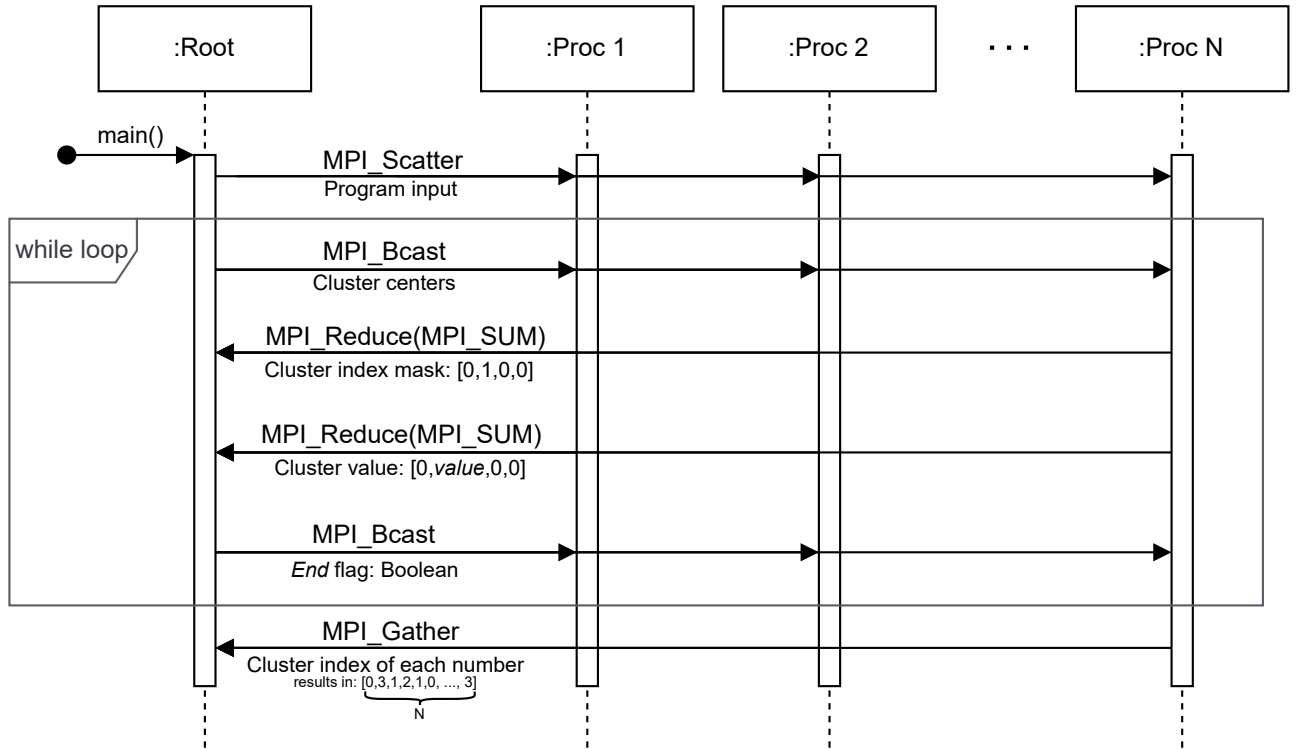 :Root
:Proc 1
:Proc 2
. . .
:Proc N
main()
MPI_Scatter
Program input
while loop
MPI_Bcast
Cluster centers
MPI_Reduce(MPI_SUM)
Cluster index mask: [0,1,0,0]
MPI_Reduce(MPI_SUM)
Cluster value: [0,value,0,0]
MPI_Bcast
End flag: Boolean
MPI_Gather
Cluster index of each number
results in: [0,3,1,2,1,0, ..., 3]
N